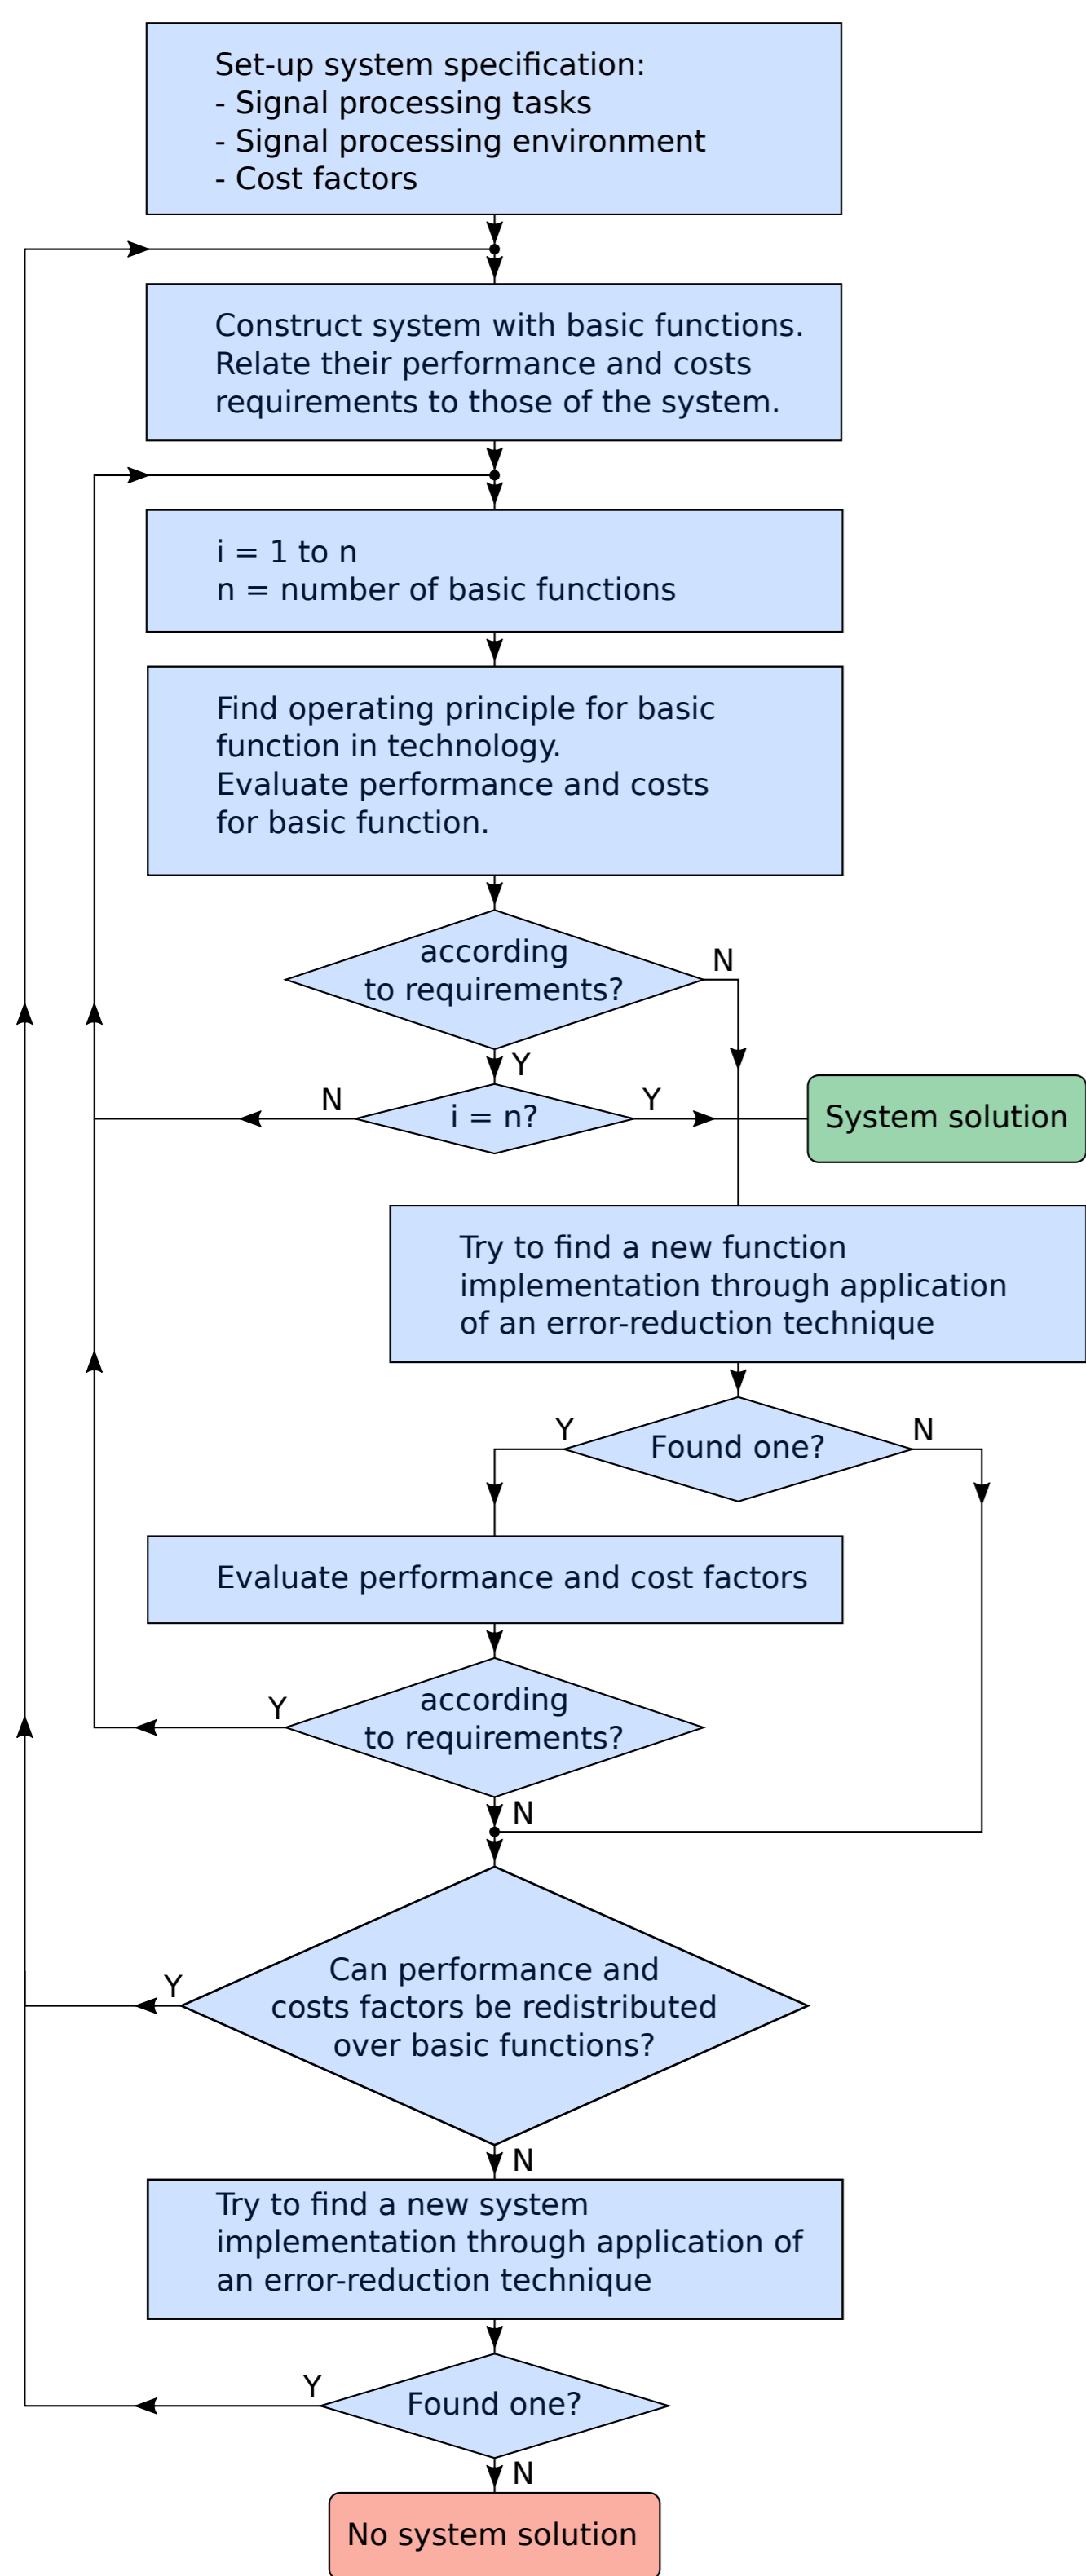 Set-up system specification:
- Signal processing tasks
- Signal processing environment
- Cost factors
Construct system with basic functions.
Relate their performance and costs
requirements to those of the system.
i = 1 to n
n = number of basic functions
Find operating principle for basic
function in technology.
Evaluate performance and costs
for basic function.
according
to requirements?
N
Y
N
i = n?
Y
System solution
Try to find a new function
implementation through application
of an error-reduction technique
Y
Found one?
N
Evaluate performance and cost factors
according
to requirements?
Y
N
Can performance and
costs factors be redistributed
over basic functions?
Y
N
Try to find a new system
implementation through application of
an error-reduction technique
Y
Found one?
N
No system solution